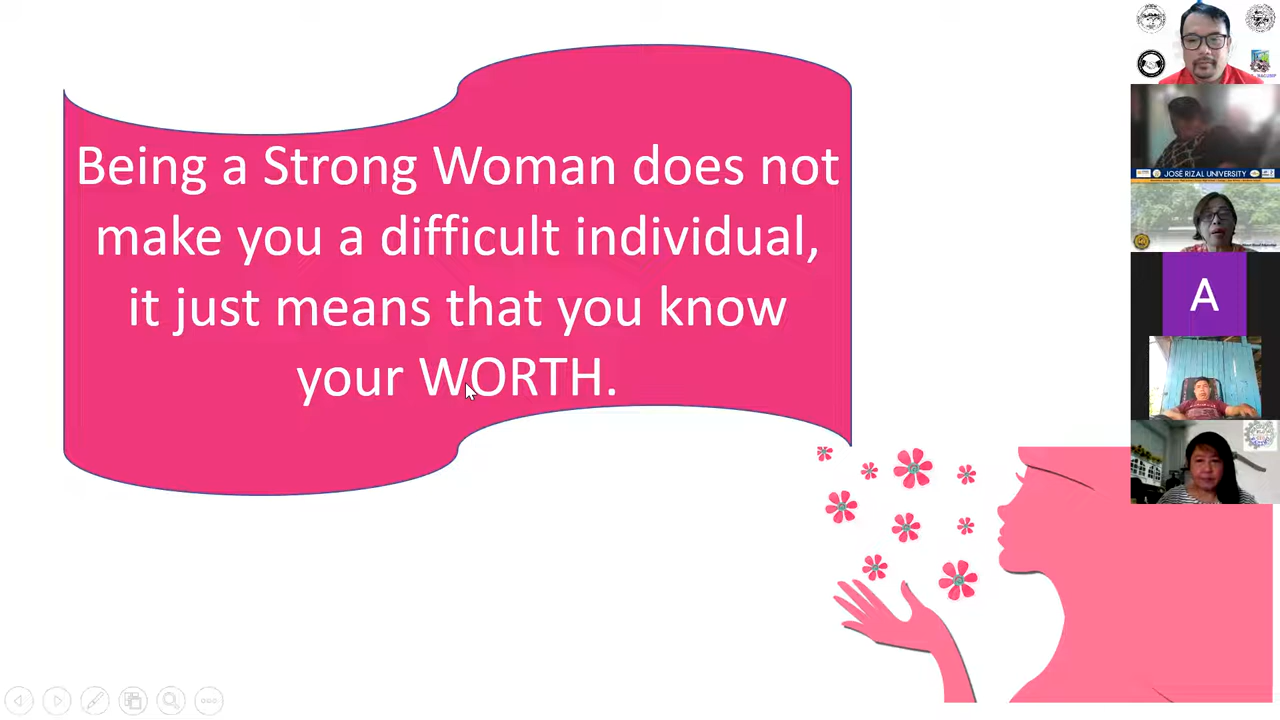 Being a Strong Woman does not
make you a difficult individual,
it just means that you know
your WORTH.
JOSÉ RIZAL UNIVERSITY
A